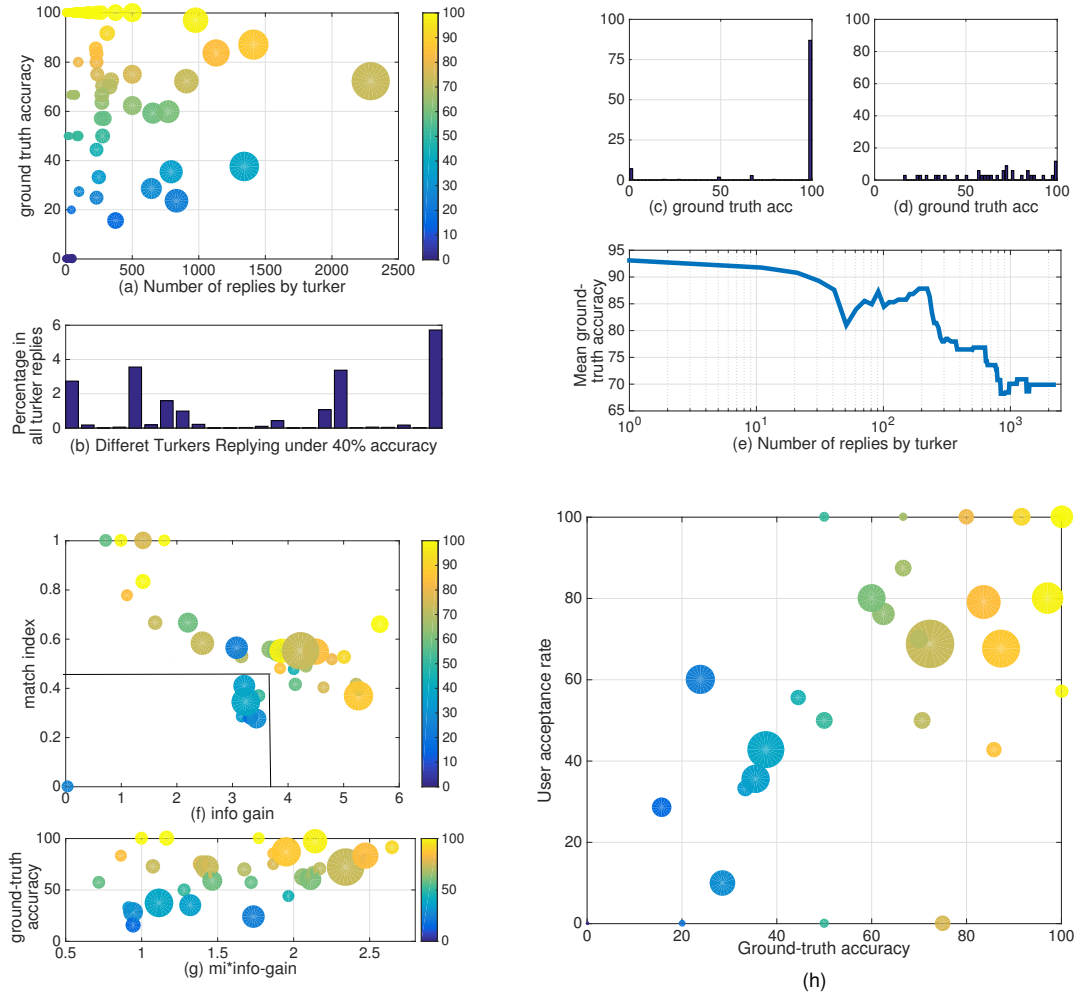 100
80
60
40
20
0
ground truth accuracy
0 500 1000 1500 2000 2500
(a) Number of replies by turker
100
90
80
70
60
50
40
30
20
10
0
100
75
50
25
0
0 50 100
(c) ground truth acc
100
90
80
70
60
50
40
30
20
10
0
0 50 100
(d) ground truth acc
6
4
2
0
Percentage in
all turker replies
(b) Differet Turkers Replying under 40% accuracy
95
90
85
80
75
70
65
Mean ground-
truth accuracy
10^0 10^1 10^2 10^3
(e) Number of replies by turker
1
0.8
0.6
0.4
0.2
0
match index
0 1 2 3 4 5 6
(f) info gain
100
90
80
70
60
50
40
30
20
10
0
100
50
0
ground-truth
accuracy
0.5 1 1.5 2 2.5
(g) mi*info-gain
100
50
0
100
80
60
40
20
0
User acceptance rate
0 20 40 60 80 100
Ground-truth accuracy
(h)